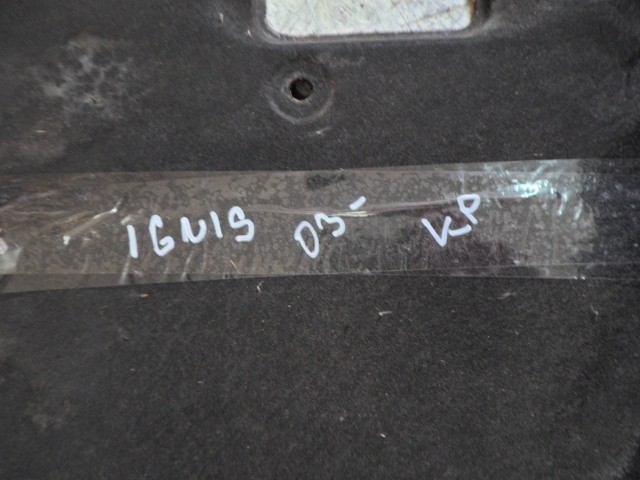 IGNIS 03- KP